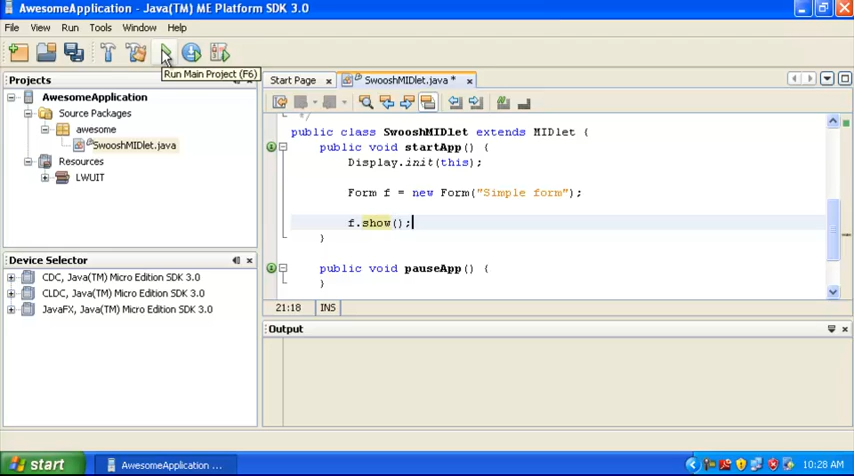 AwesomeApplication - Java(TM) ME Platform SDK 3.0
File View Run Tools Window Help
Run Main Project (F6)
Projects
AwesomeApplication
Source Packages
awesome
SwooshMIDlet.java
Resources
LWUIT
Start Page
SwooshMIDlet.java *
*/
public class SwooshMIDlet extends MIDlet {
public void startApp() {
Display.init(this);
Form f = new Form("Simple form");
f.show();
}
public void pauseApp() {
}
21:18 INS
Device Selector
CDC, Java(TM) Micro Edition SDK 3.0
CLDC, Java(TM) Micro Edition SDK 3.0
JavaFX, Java(TM) Micro Edition SDK 3.0
Output
start
AwesomeApplication ...
10:28 AM